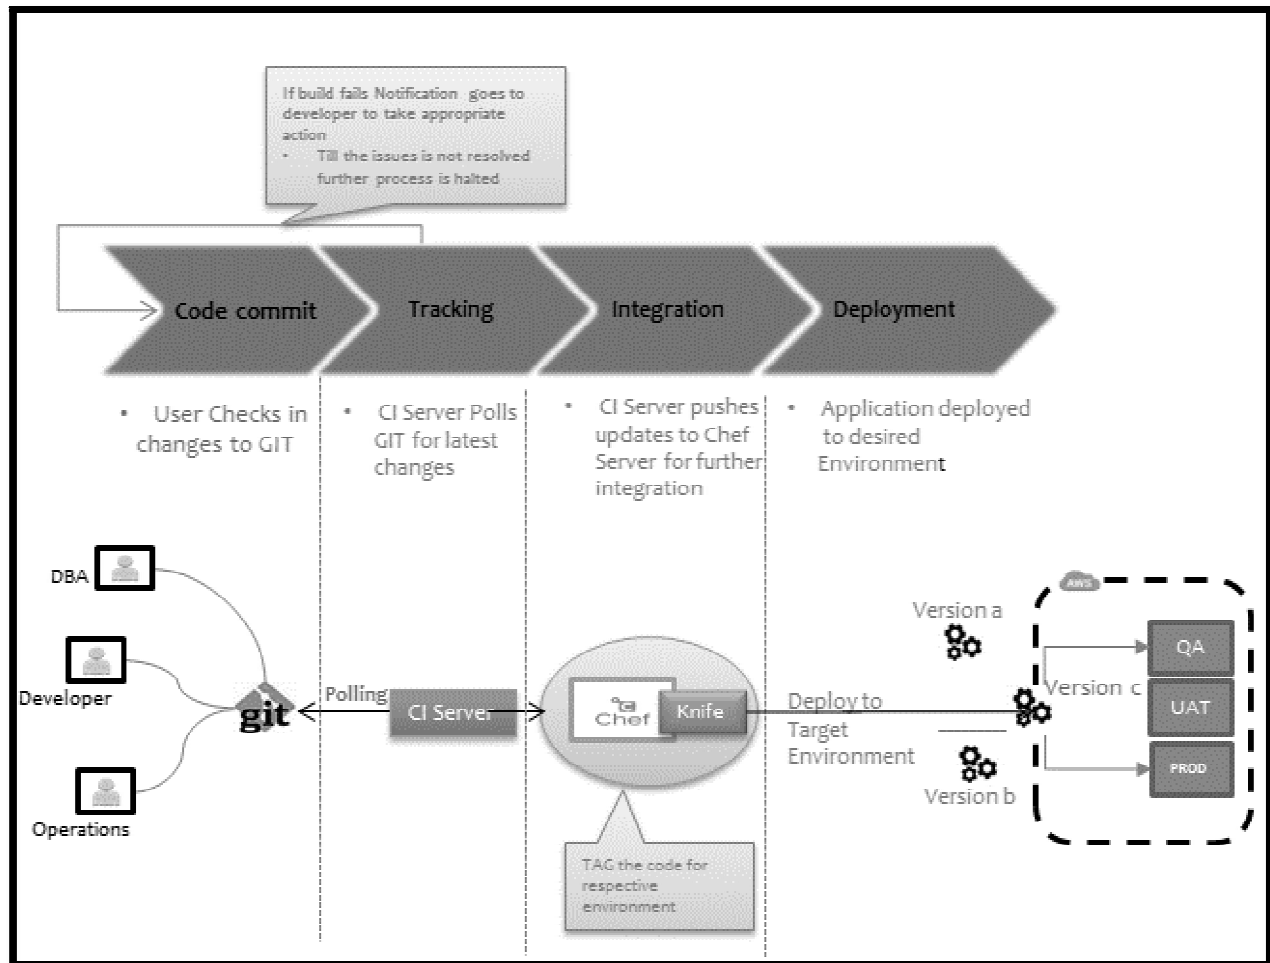 If build fails Notification goes to
developer to take appropriate
action
• Till the issues is not resolved
further process is halted
Code commit
Tracking
Integration
Deployment
• User Checks in
changes to GIT
• CI Server Polls
GIT for latest
changes
• CI Server pushes
updates to Chef
Server for further
integration
• Application deployed
to desired
Environment
DBA
Developer
Operations
git
Polling
CI Server
Chef
Knife
Deploy to
Target
Environment
Version a
Version b
AWS
Version c
QA
UAT
PROD
TAG the code for
respective
environment